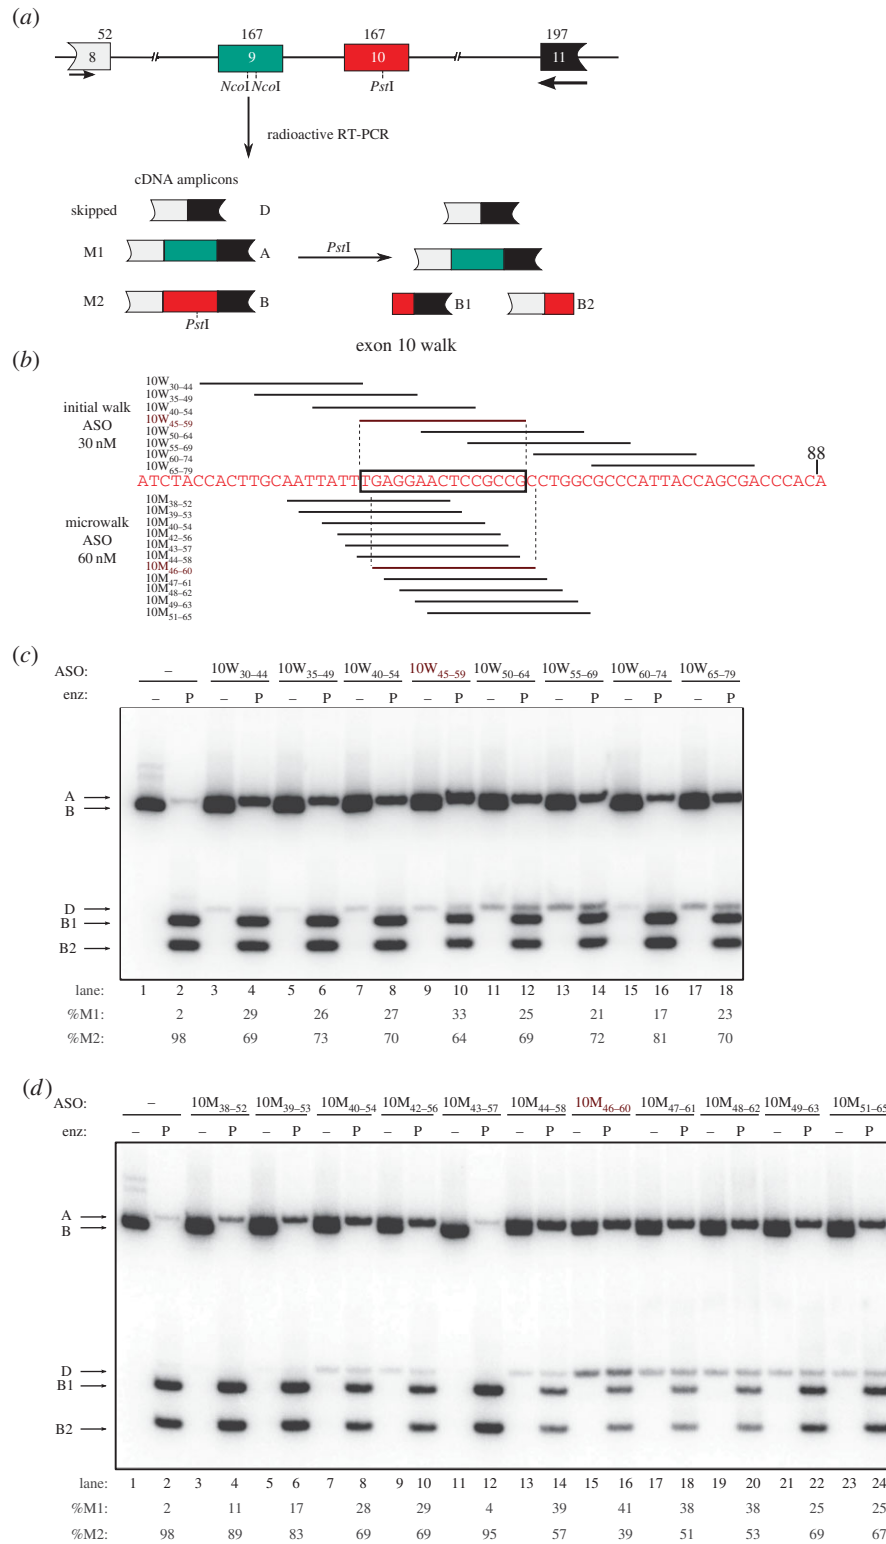 (a)
52 167 167 197
8 9 10 11
NcoI NcoI PstI
radioactive RT-PCR
cDNA amplicons
skipped D
M1 A PstI
M2 B B1 B2
PstI
exon 10 walk
(b)
10W30–44
10W35–49
initial walk 10W40–54
ASO 10W45–59
30 nM 10W50–64
10W55–69
10W60–74
10W65–79 88
ATCTACCACTTGCAATTATTTGAGGAACTCCGCCGCCTGGCGCCCATTACCAGCGACCCACA
10M38–52
10M39–53
microwalk 10M40–54
ASO 10M42–56
60 nM 10M43–57
10M44–58
10M46–60
10M47–61
10M48–62
10M49–63
10M51–65
(c)
ASO: – 10W30–44 10W35–49 10W40–54 10W45–59 10W50–64 10W55–69 10W60–74 10W65–79
enz: – P – P – P – P – P – P – P – P – P
A
B
D
B1
B2
lane: 1 2 3 4 5 6 7 8 9 10 11 12 13 14 15 16 17 18
%M1: 2 29 26 27 33 25 21 17 23
%M2: 98 69 73 70 64 69 72 81 70
(d)
ASO: – 10M38–52 10M39–53 10M40–54 10M42–56 10M43–57 10M44–58 10M46–60 10M47–61 10M48–62 10M49–63 10M51–65
enz: – P – P – P – P – P – P – P – P – P – P – P – P
A
B
D
B1
B2
lane: 1 2 3 4 5 6 7 8 9 10 11 12 13 14 15 16 17 18 19 20 21 22 23 24
%M1: 2 11 17 28 29 4 39 41 38 38 25 25
%M2: 98 89 83 69 69 95 57 39 51 53 69 67